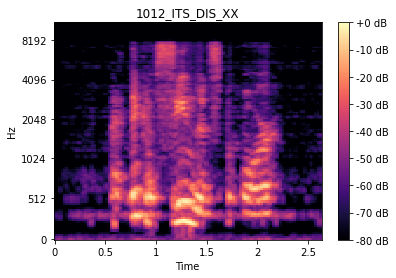 1012_ITS_DIS_XX
Hz
8192
4096
2048
1024
512
0
0
0.5
1
1.5
2
2.5
Time
+0 dB
-10 dB
-20 dB
-30 dB
-40 dB
-50 dB
-60 dB
-70 dB
-80 dB